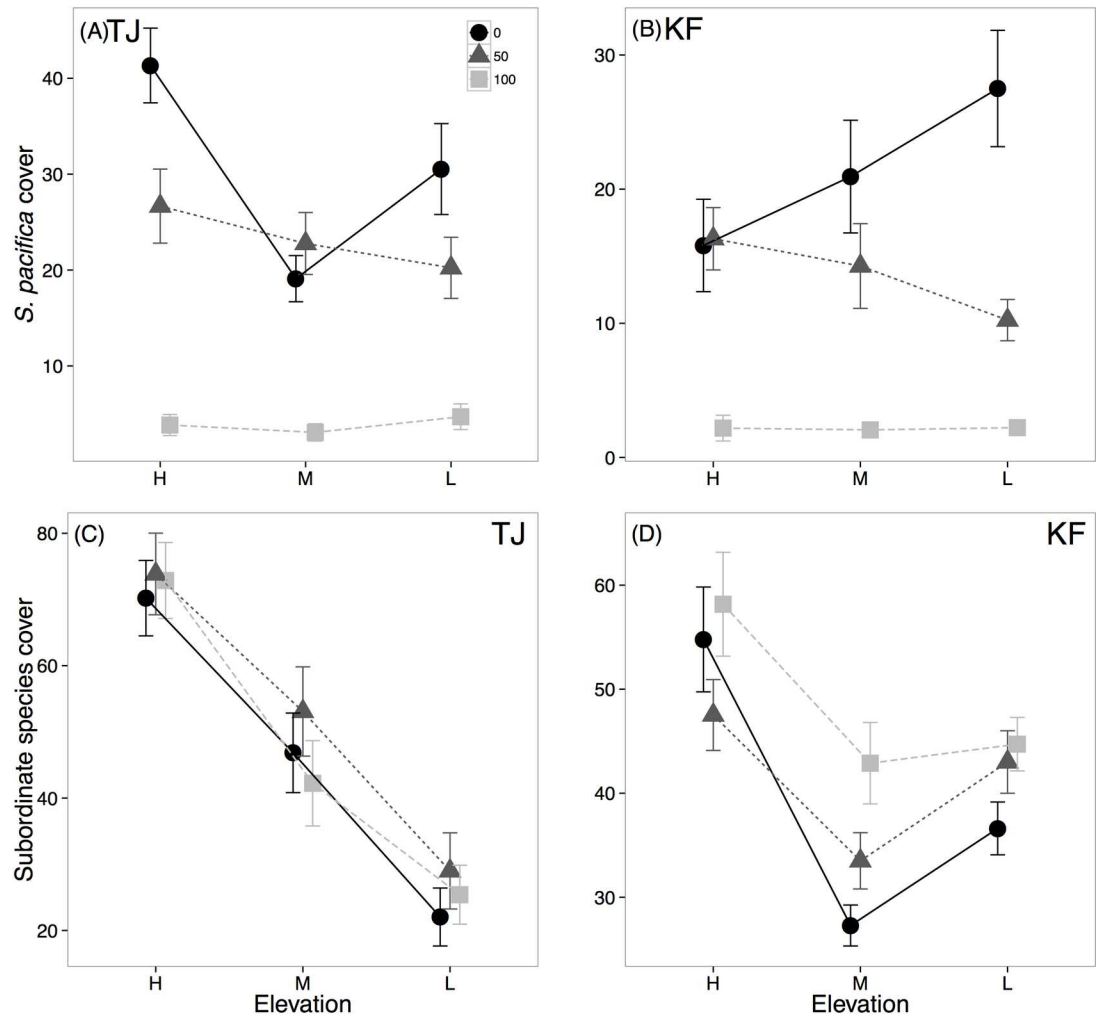 (A) TJ
0
50
100
40
30
20
10
S. pacifica cover
H M L
(B) KF
30
20
10
0
H M L
(C) TJ
80
60
40
20
Subordinate species cover
H M L
Elevation
(D) KF
60
50
40
30
H M L
Elevation